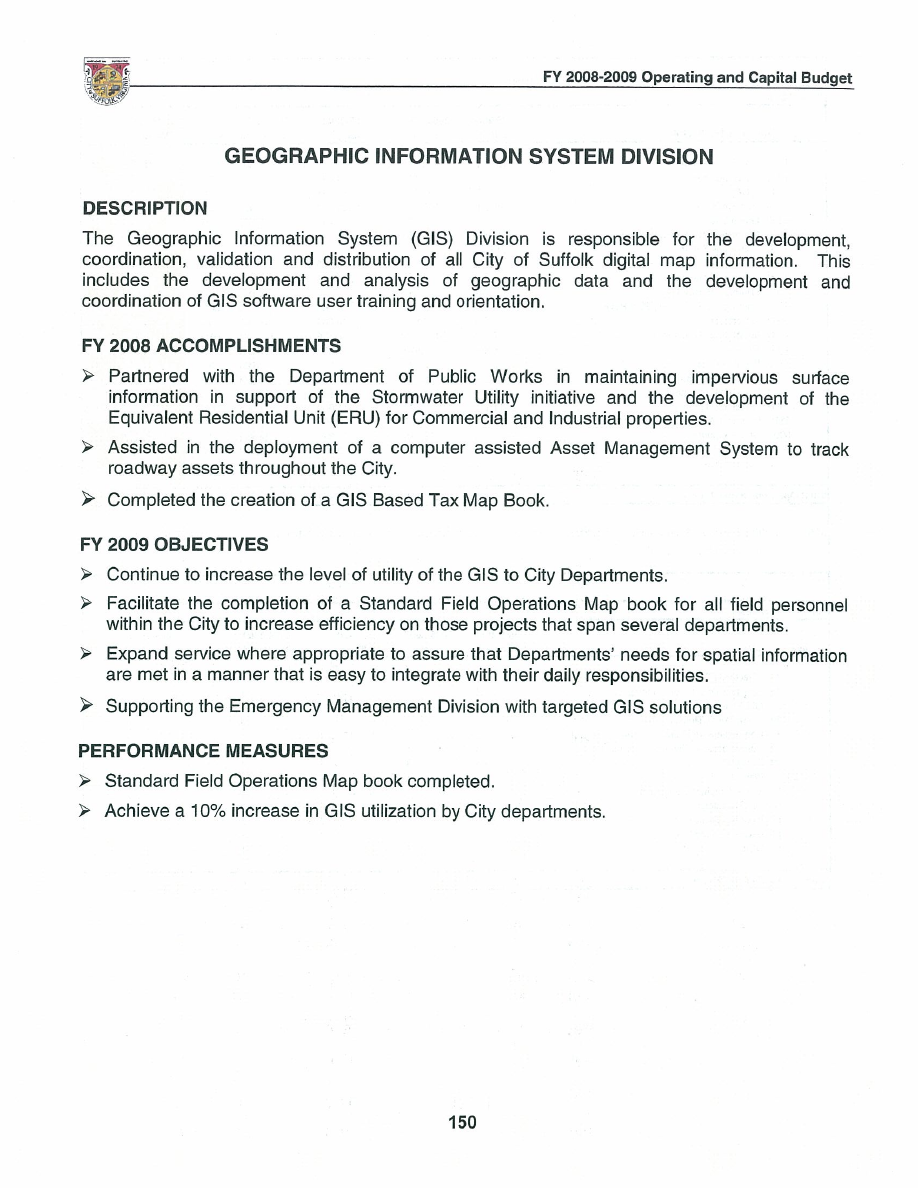 FY 2008-2009 Operating and Capital Budget
GEOGRAPHIC INFORMATION SYSTEM DIVISION
DESCRIPTION
The Geographic Information System (GIS) Division is responsible for the development,
coordination, validation and distribution of all City of Suffolk digital map information. This
includes the development and analysis of geographic data and the development and
coordination of GIS software user training and orientation.
FY 2008 ACCOMPLISHMENTS
➢ Partnered with the Department of Public Works in maintaining impervious surface
information in support of the Stormwater Utility initiative and the development of the
Equivalent Residential Unit (ERU) for Commercial and Industrial properties.
➢ Assisted in the deployment of a computer assisted Asset Management System to track
roadway assets throughout the City.
➢ Completed the creation of a GIS Based Tax Map Book.
FY 2009 OBJECTIVES
➢ Continue to increase the level of utility of the GIS to City Departments.
➢ Facilitate the completion of a Standard Field Operations Map book for all field personnel
within the City to increase efficiency on those projects that span several departments.
➢ Expand service where appropriate to assure that Departments' needs for spatial information
are met in a manner that is easy to integrate with their daily responsibilities.
➢ Supporting the Emergency Management Division with targeted GIS solutions
PERFORMANCE MEASURES
➢ Standard Field Operations Map book completed.
➢ Achieve a 10% increase in GIS utilization by City departments.
150